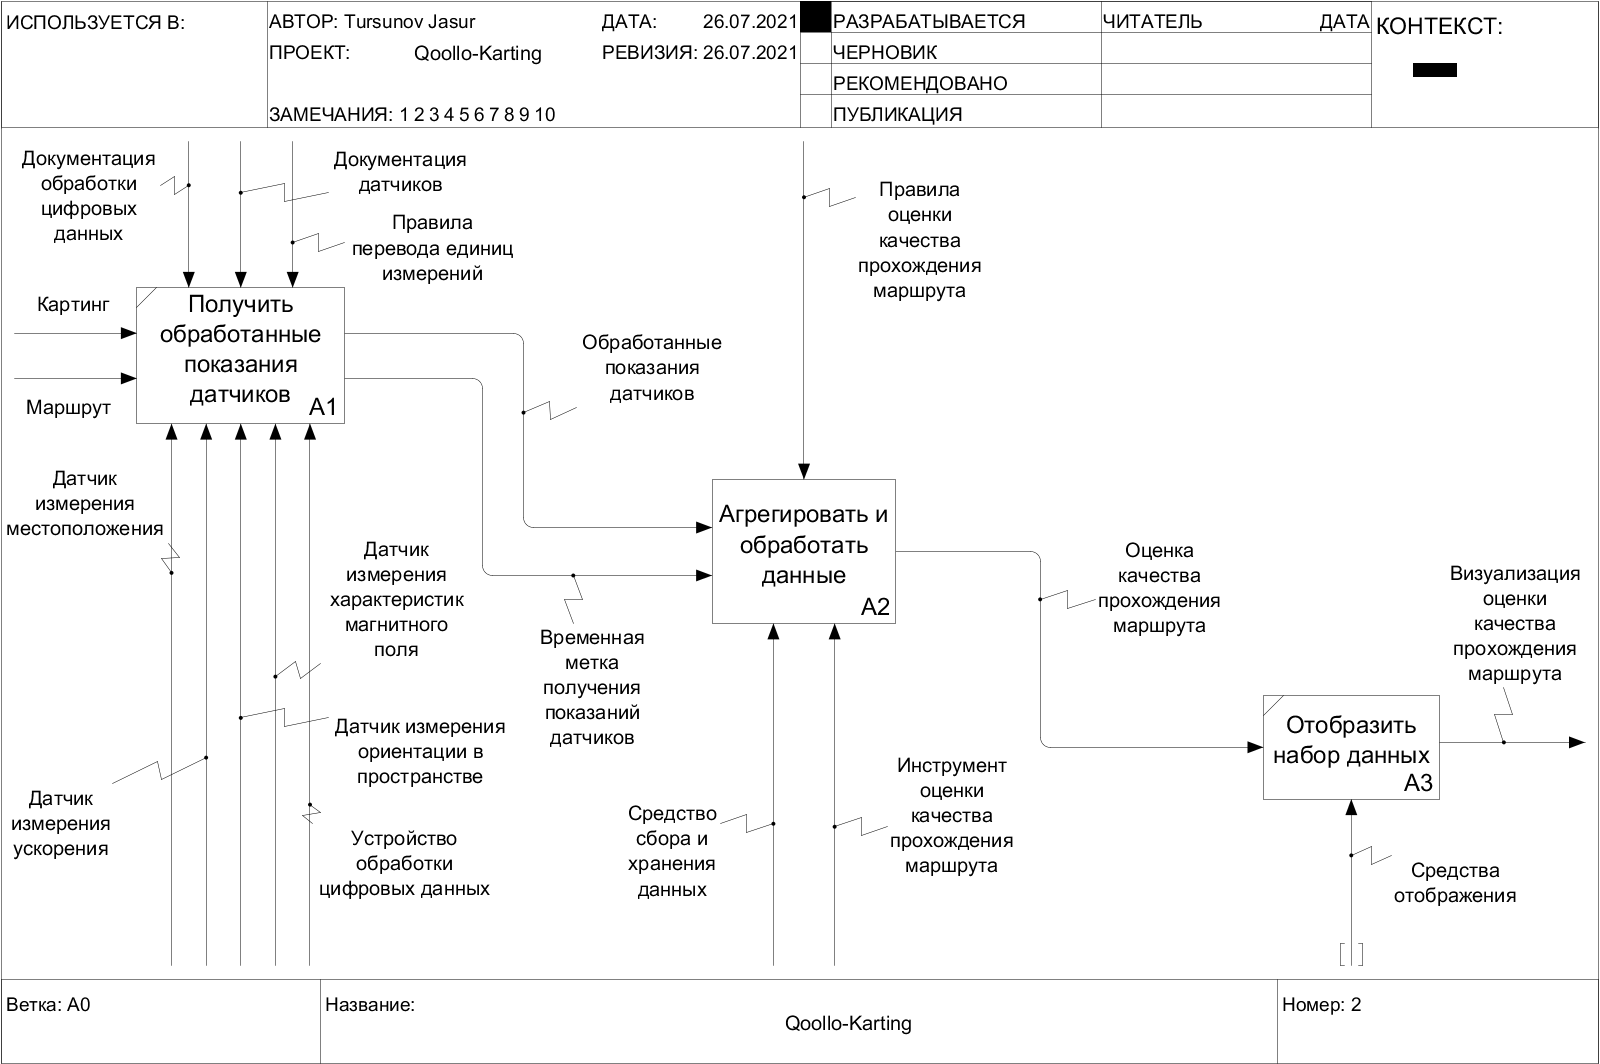 ИСПОЛЬЗУЕТСЯ В:
АВТОР: Tursunov Jasur
ДАТА: 26.07.2021
ПРОЕКТ: Qoollo-Karting
РЕВИЗИЯ: 26.07.2021
ЗАМЕЧАНИЯ: 1 2 3 4 5 6 7 8 9 10
РАЗРАБАТЫВАЕТСЯ
ЧЕРНОВИК
РЕКОМЕНДОВАНО
ПУБЛИКАЦИЯ
ЧИТАТЕЛЬ
ДАТА
КОНТЕКСТ:
Документация
обработки
цифровых
данных
Документация
датчиков
Правила
перевода единиц
измерений
Правила
оценки
качества
прохождения
маршрута
Картинг
Маршрут
Получить
обработанные
показания
датчиков
A1
Обработанные
показания
датчиков
Датчик
измерения
местоположения
Датчик
измерения
характеристик
магнитного
поля
Временная
метка
получения
показаний
датчиков
Агрегировать и
обработать
данные
A2
Оценка
качества
прохождения
маршрута
Визуализация
оценки
качества
прохождения
маршрута
Датчик измерения
ориентации в
пространстве
Датчик
измерения
ускорения
Устройство
обработки
цифровых данных
Средство
сбора и
хранения
данных
Инструмент
оценки
качества
прохождения
маршрута
Отобразить
набор данных
A3
Средства
отображения
Ветка: A0
Название:
Qoollo-Karting
Номер: 2